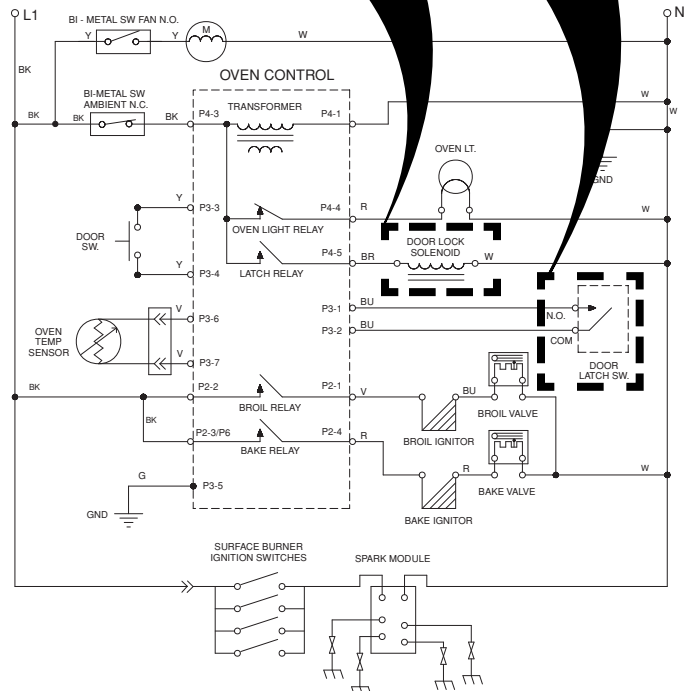 L1
N
BI - METAL SW FAN N.O.
Y
Y
M
W
BK
OVEN CONTROL
BI-METAL SW
AMBIENT N.C.
BK
BK
BK
P4-3
TRANSFORMER
P4-1
W
W
OVEN LT.
GND
Y
P3-3
P4-4
R
W
OVEN LIGHT RELAY
DOOR
SW.
DOOR LOCK
SOLENOID
P4-5
BR
W
LATCH RELAY
Y
P3-4
P3-1
BU
N.O.
V
P3-6
P3-2
BU
COM
OVEN
TEMP
SENSOR
V
P3-7
DOOR
LATCH SW.
BK
P2-2
P2-1
V
BU
BROIL RELAY
BROIL VALVE
BK
BROIL IGNITOR
P2-3/P6
P2-4
R
BAKE RELAY
R
W
G
P3-5
BAKE VALVE
GND
BAKE IGNITOR
SURFACE BURNER
IGNITION SWITCHES
SPARK MODULE